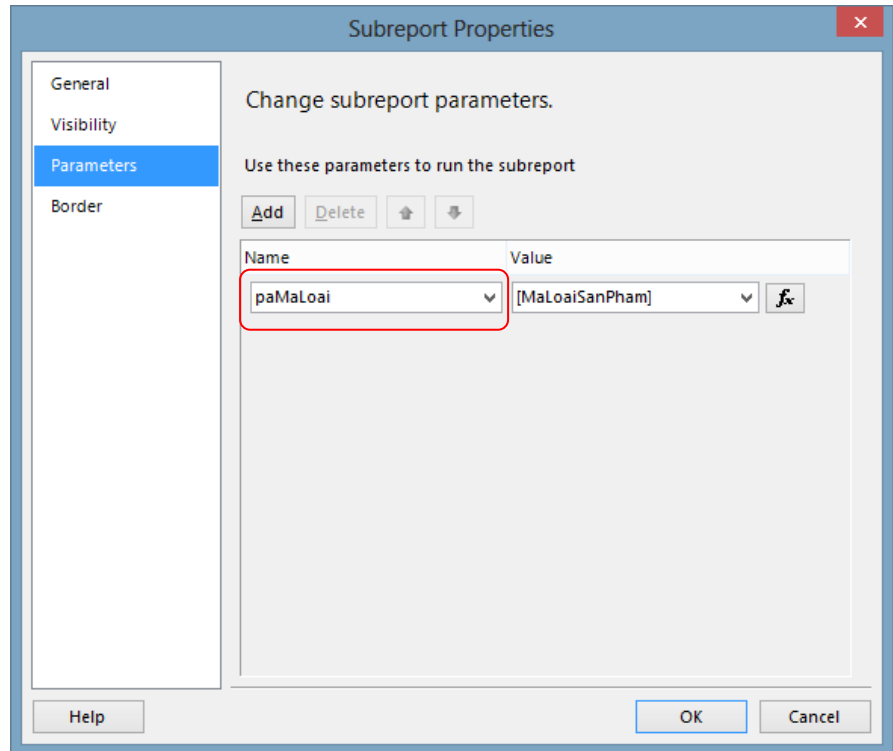 Subreport Properties
General
Visibility
Parameters
Border
Change subreport parameters.
Use these parameters to run the subreport
Add Delete
Name Value
paMaLoai [MaLoaiSanPham] fx
Help OK Cancel